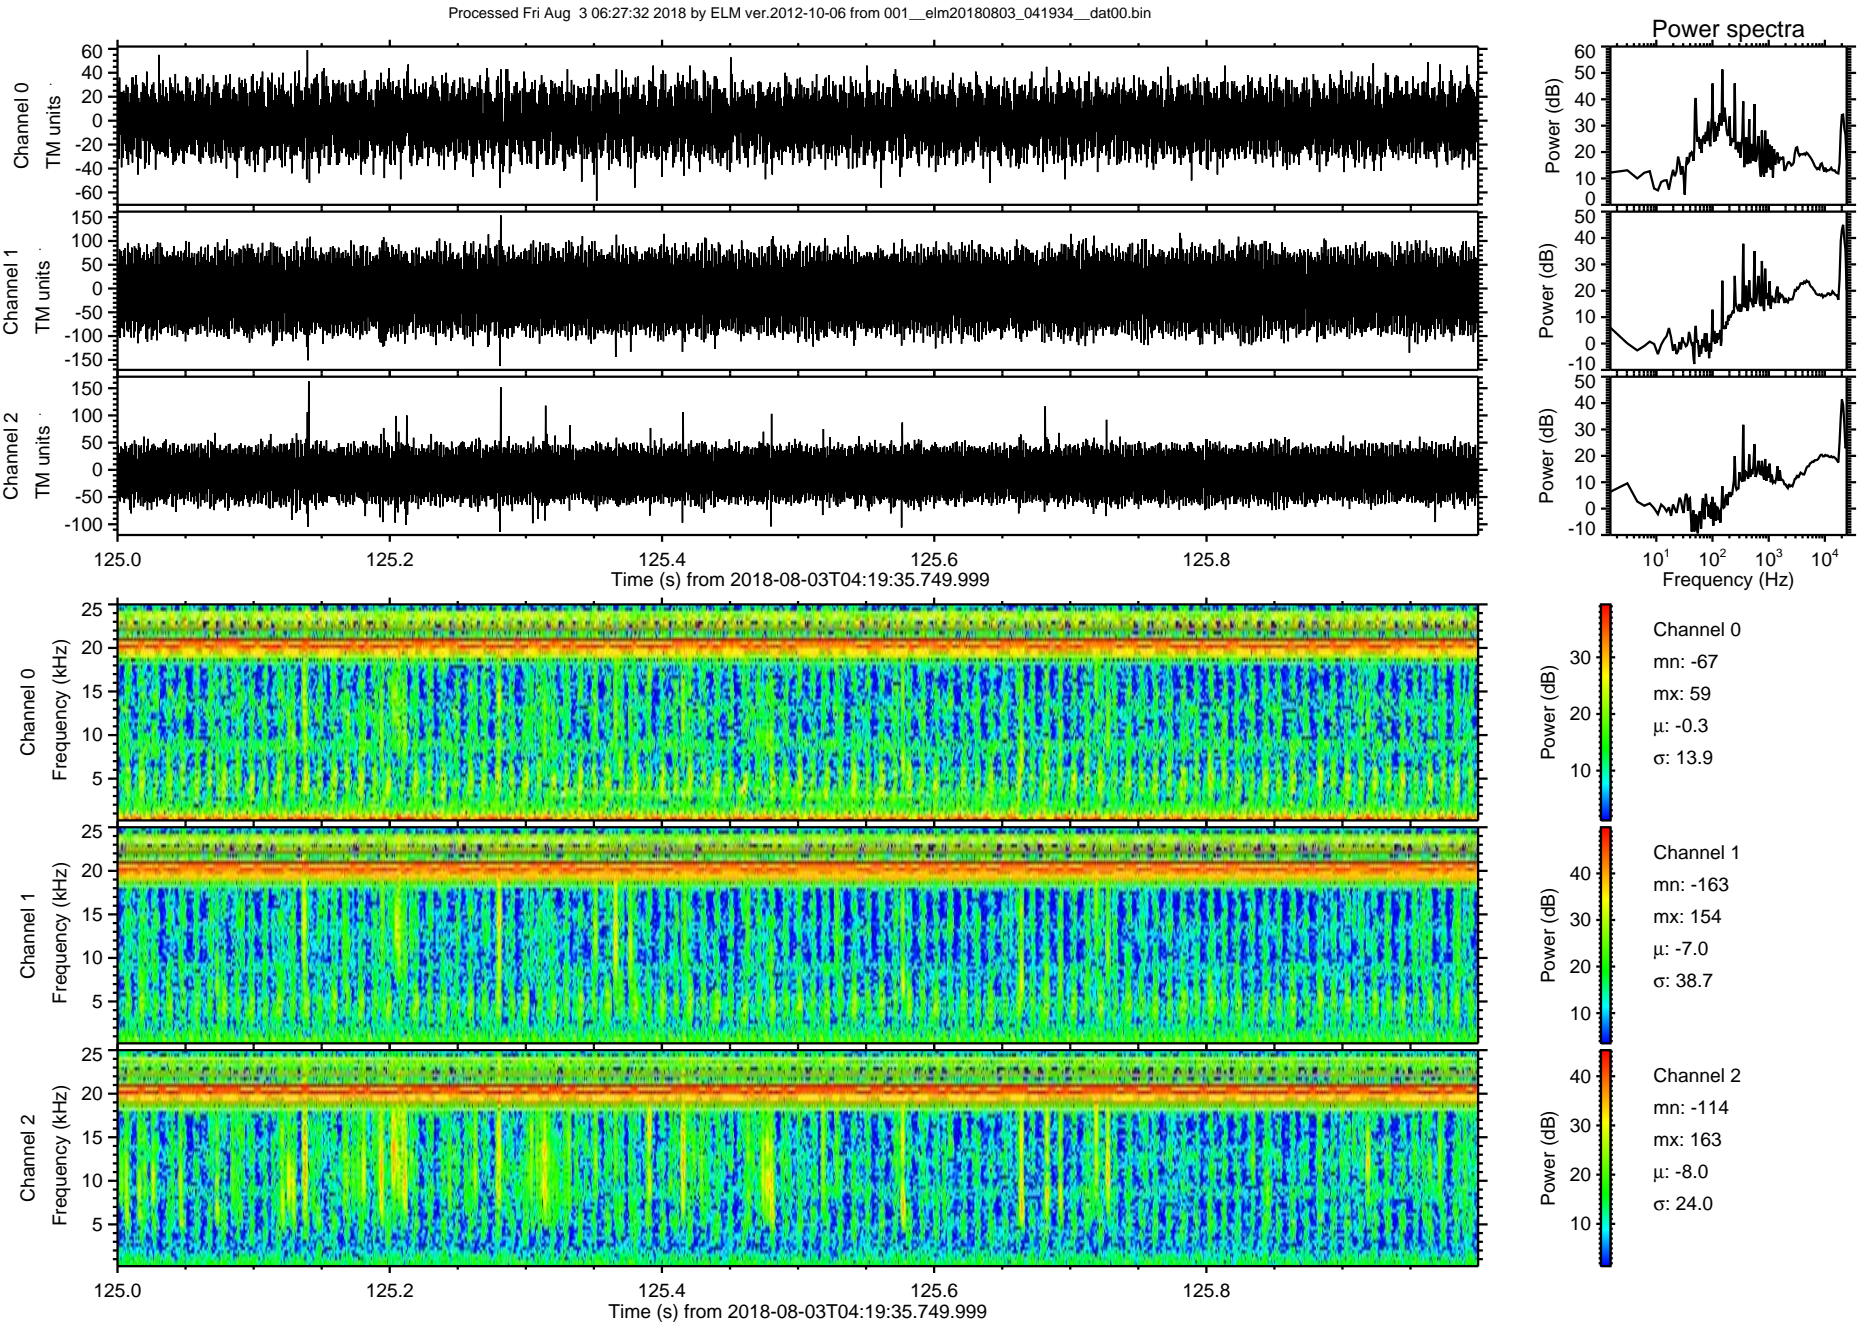 Processed Fri Aug  3 06:27:32 2018 by ELM ver.2012-10-06 from 001__elm20180803_041934__dat00.bin
Power spectra
Channel 0
TM units
60
40
20
0
-20
-40
-60
Power (dB)
60
50
40
30
20
10
0
Channel 1
TM units
150
100
50
0
-50
-100
-150
Power (dB)
50
40
30
20
10
0
-10
Channel 2
TM units
150
100
50
0
-50
-100
Power (dB)
50
40
30
20
10
0
-10
125.0 125.2 125.4 125.6 125.8
Time (s) from 2018-08-03T04:19:35.749.999
10^1 10^2 10^3 10^4
Frequency (Hz)
Channel 0
Frequency (kHz)
25
20
15
10
5
Power (dB)
30
20
10
Channel 0
mn: -67
mx: 59
μ: -0.3
σ: 13.9
Channel 1
Frequency (kHz)
25
20
15
10
5
Power (dB)
40
30
20
10
Channel 1
mn: -163
mx: 154
μ: -7.0
σ: 38.7
Channel 2
Frequency (kHz)
25
20
15
10
5
Power (dB)
40
30
20
10
Channel 2
mn: -114
mx: 163
μ: -8.0
σ: 24.0
125.0 125.2 125.4 125.6 125.8
Time (s) from 2018-08-03T04:19:35.749.999